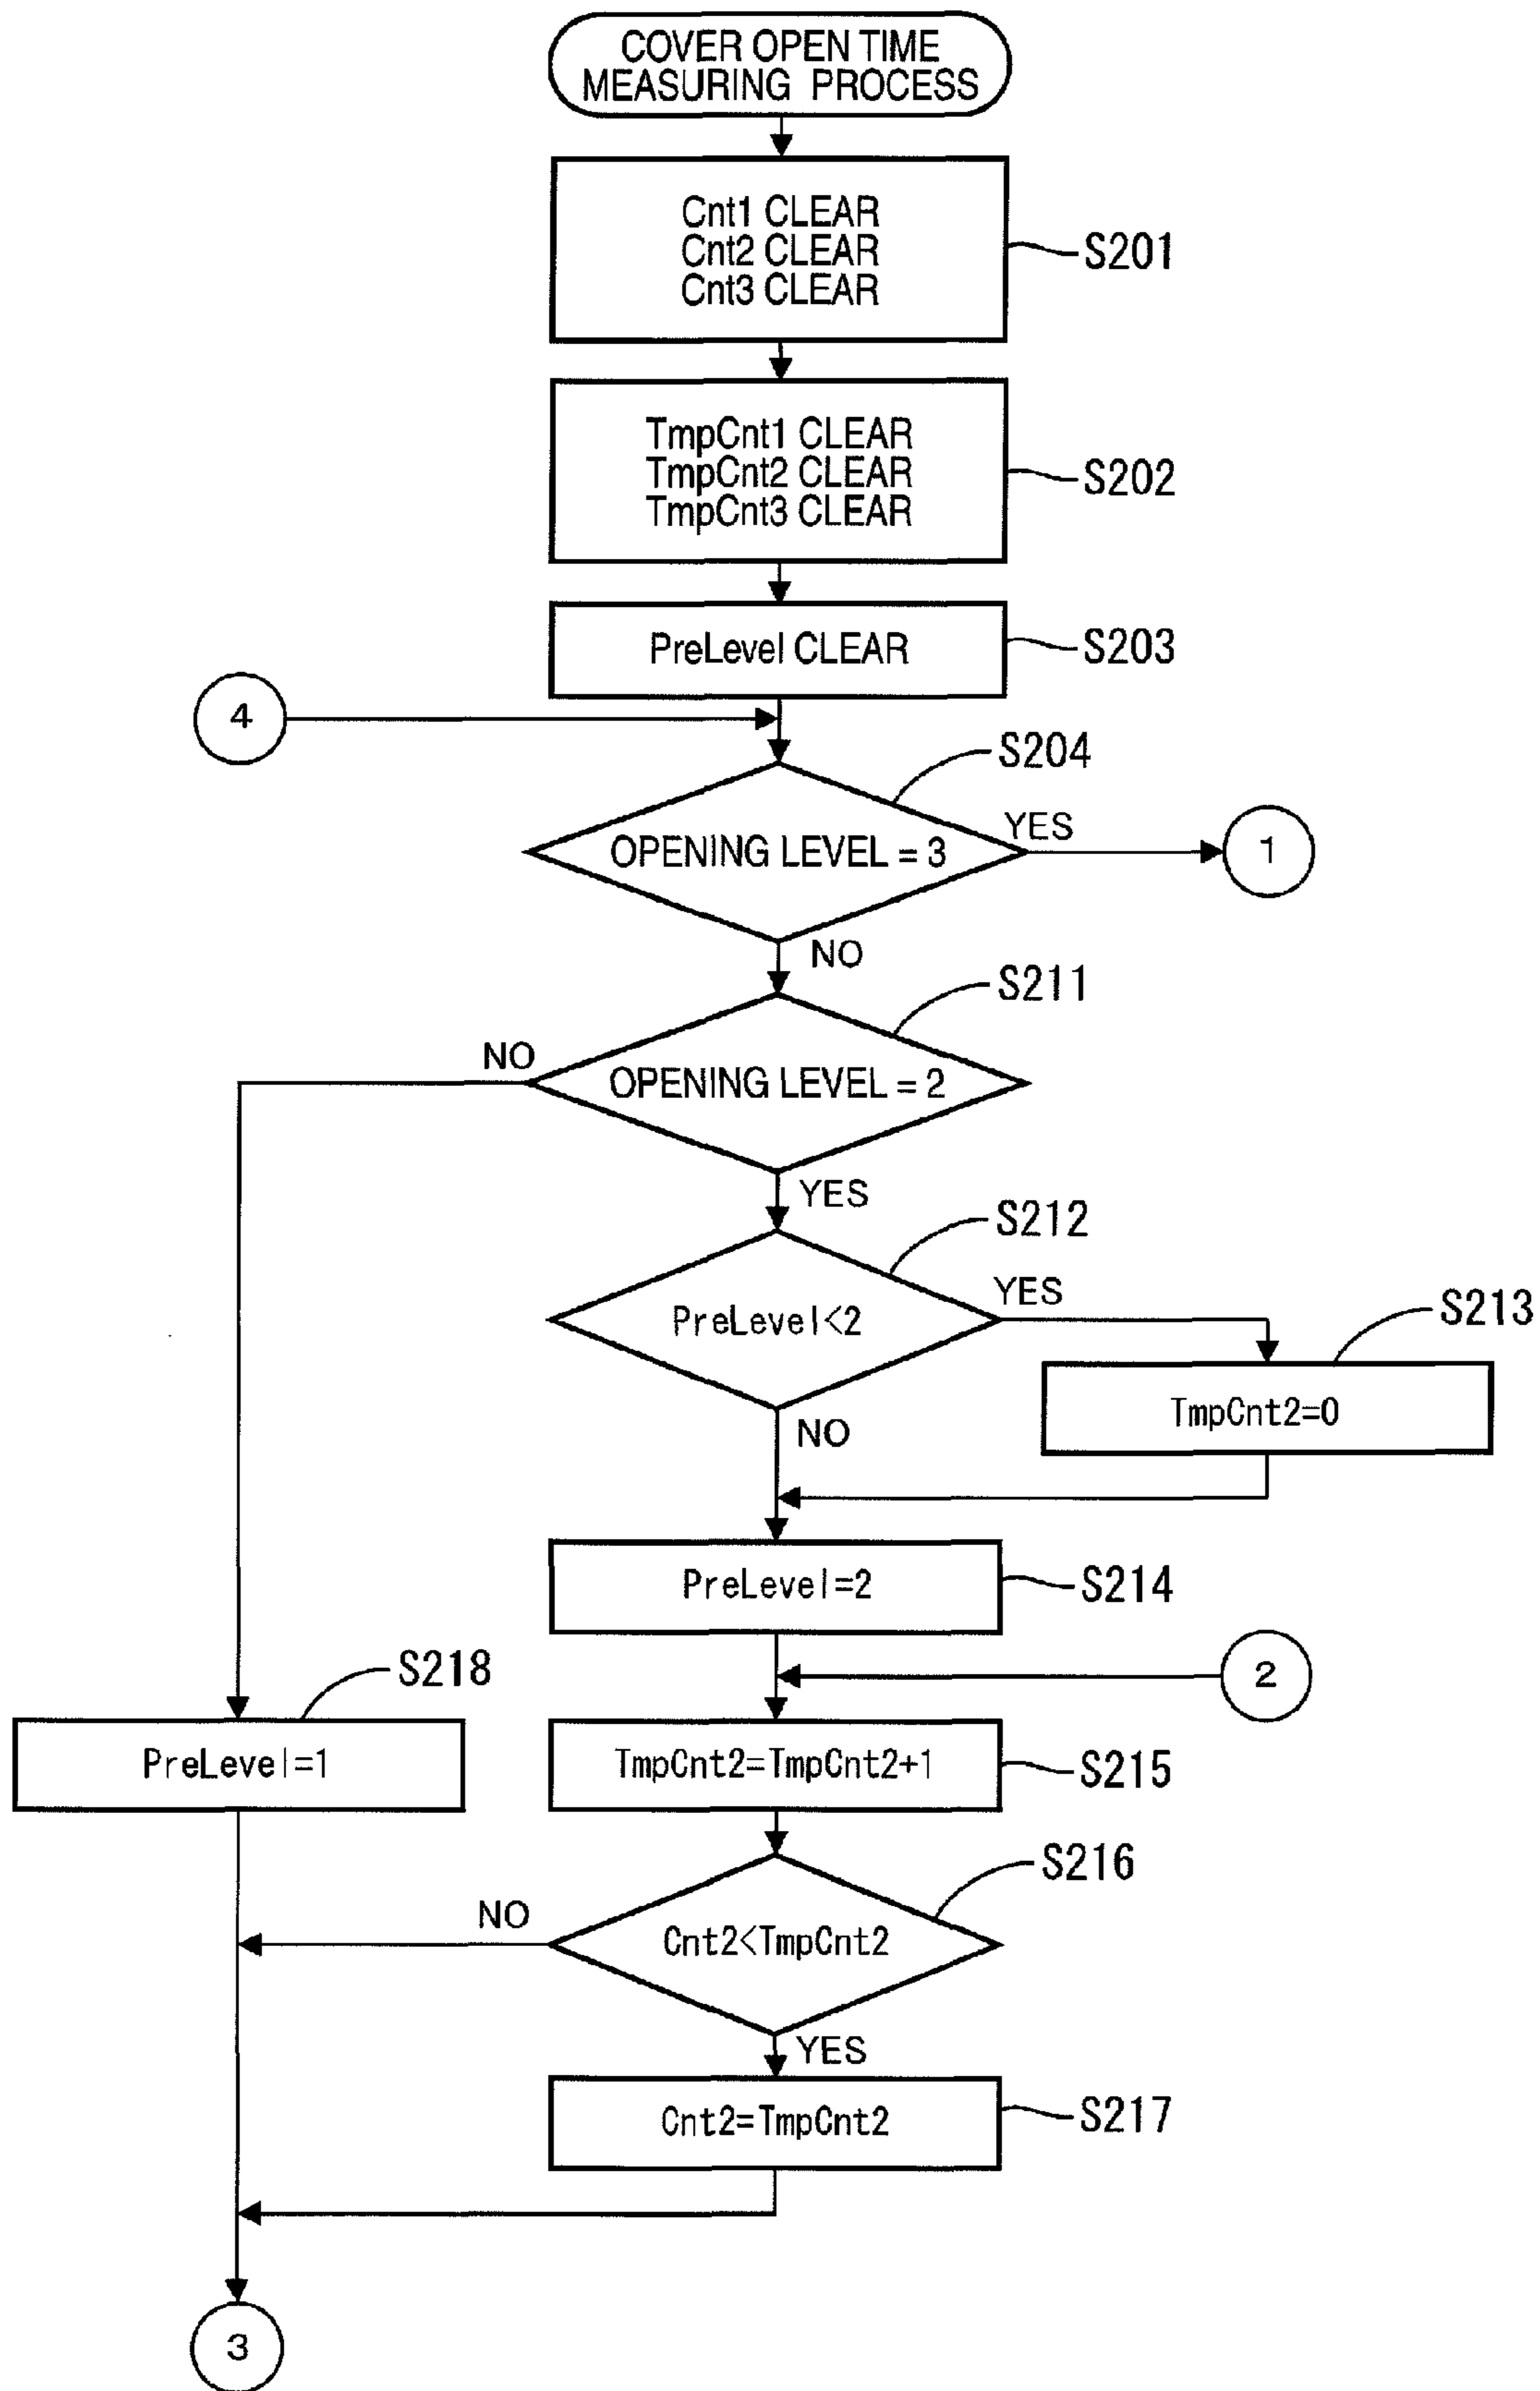 COVER OPEN TIME
MEASURING PROCESS
Cnt1 CLEAR
Cnt2 CLEAR
Cnt3 CLEAR
S201
TmpCnt1 CLEAR
TmpCnt2 CLEAR
TmpCnt3 CLEAR
S202
PreLevel CLEAR
S203
4
S204
OPENING LEVEL = 3
YES
1
NO
S211
OPENING LEVEL = 2
NO
YES
S212
PreLevel<2
YES
S213
TmpCnt2=0
NO
PreLevel=2
S214
2
S218
PreLevel=1
TmpCnt2=TmpCnt2+1
S215
S216
Cnt2<TmpCnt2
NO
YES
Cnt2=TmpCnt2
S217
3